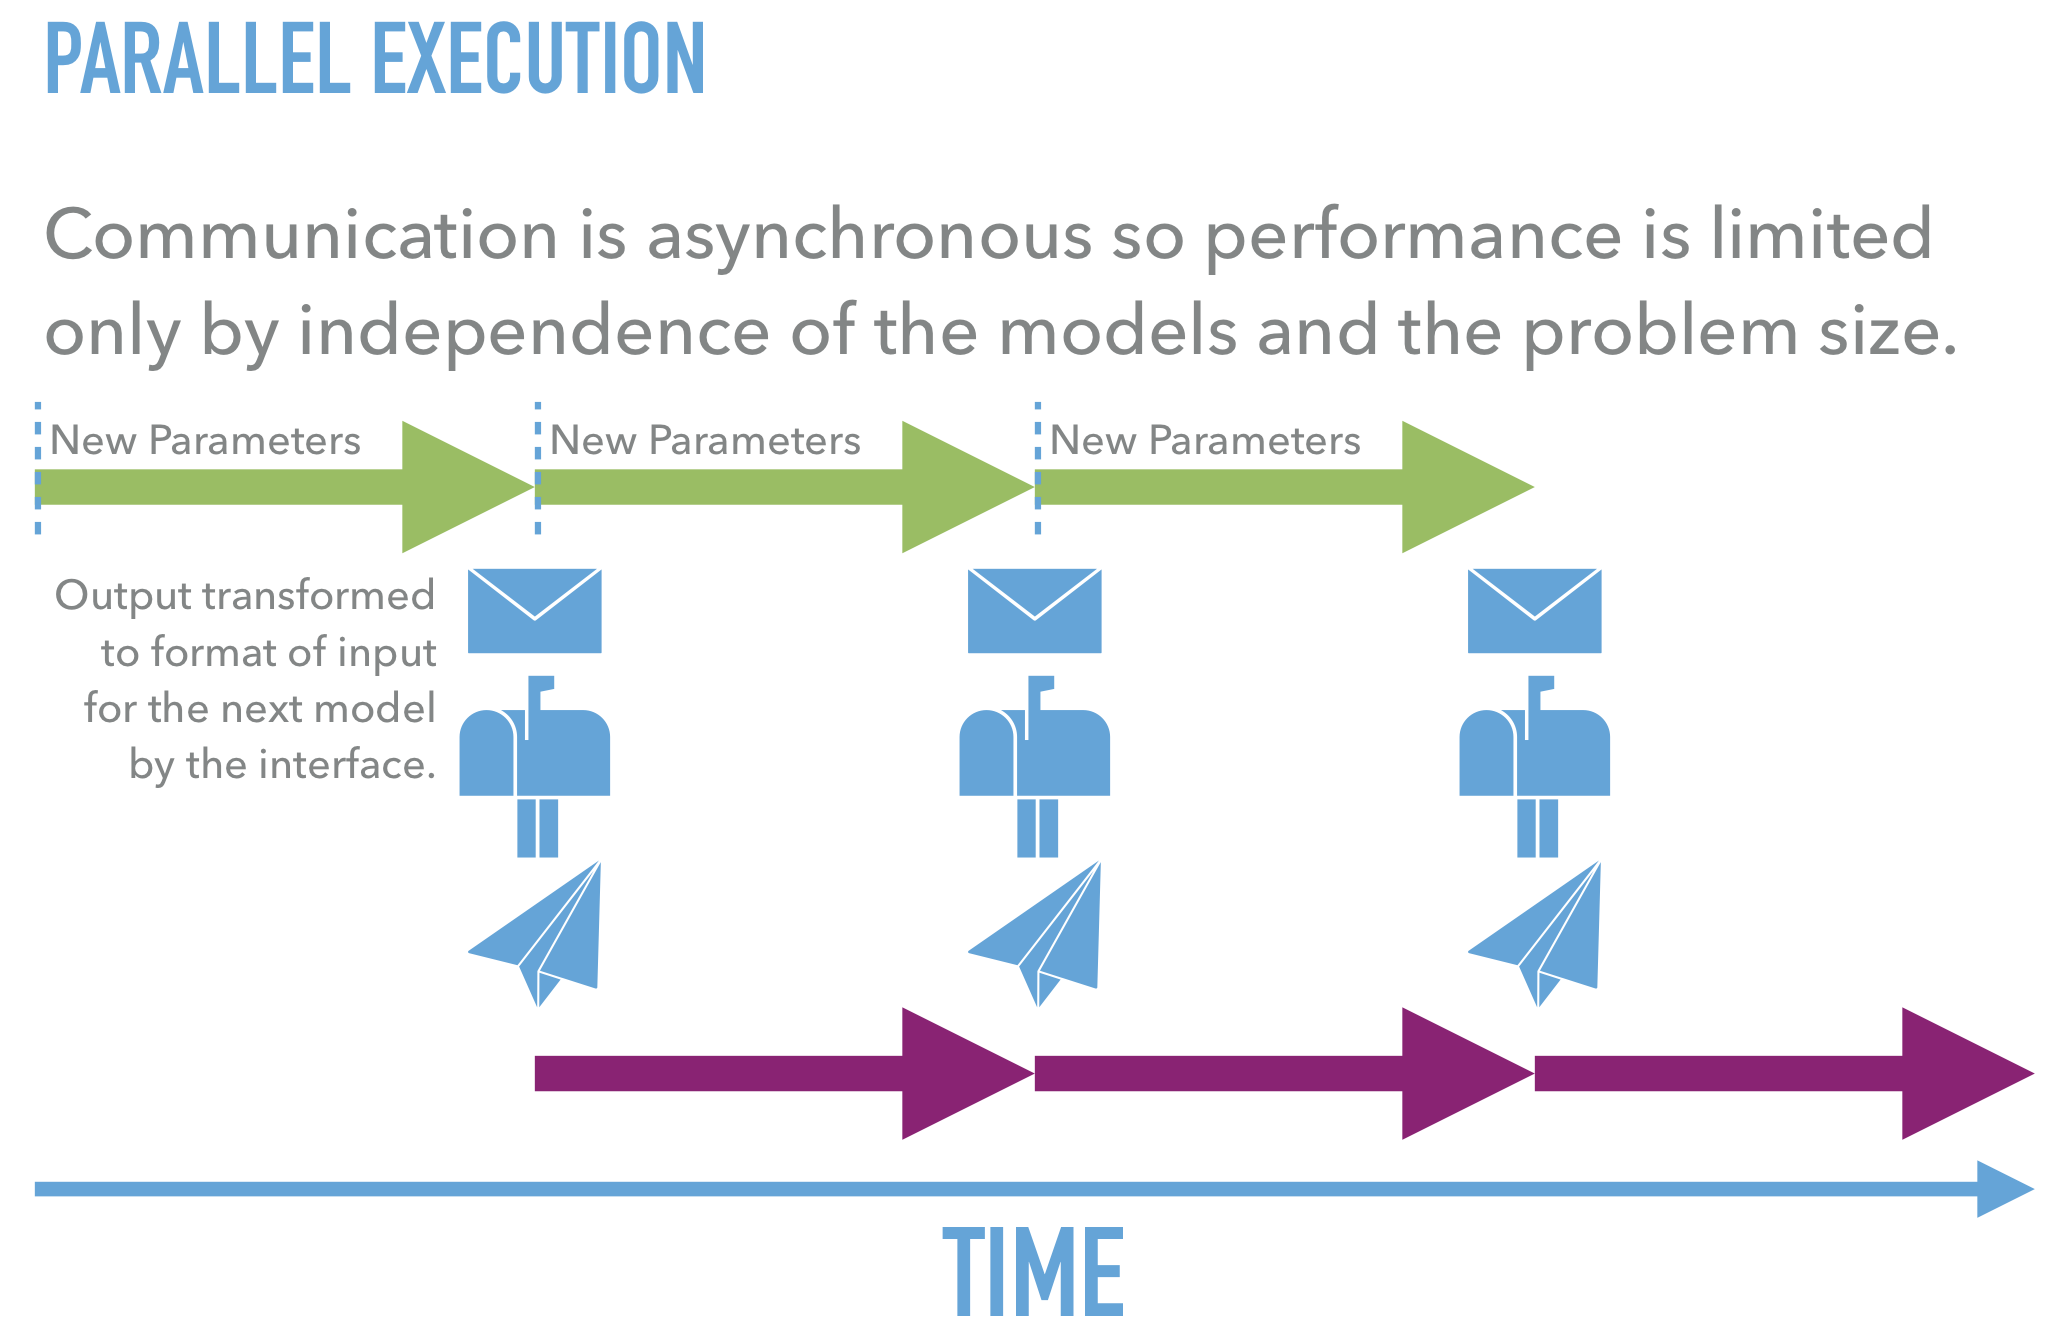 PARALLEL EXECUTION
Communication is asynchronous so performance is limited
only by independence of the models and the problem size.
New Parameters
New Parameters
New Parameters
Output transformed
to format of input
for the next model
by the interface.
TIME